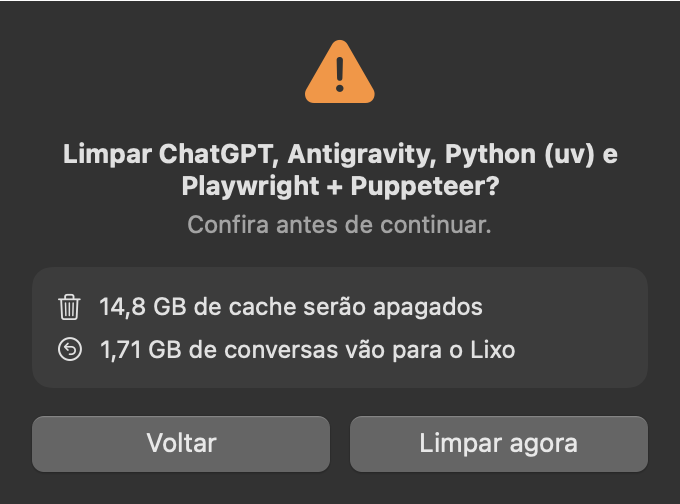 Limpar ChatGPT, Antigravity, Python (uv) e
Playwright + Puppeteer?
Confira antes de continuar.
14,8 GB de cache serão apagados
1,71 GB de conversas vão para o Lixo
Voltar
Limpar agora